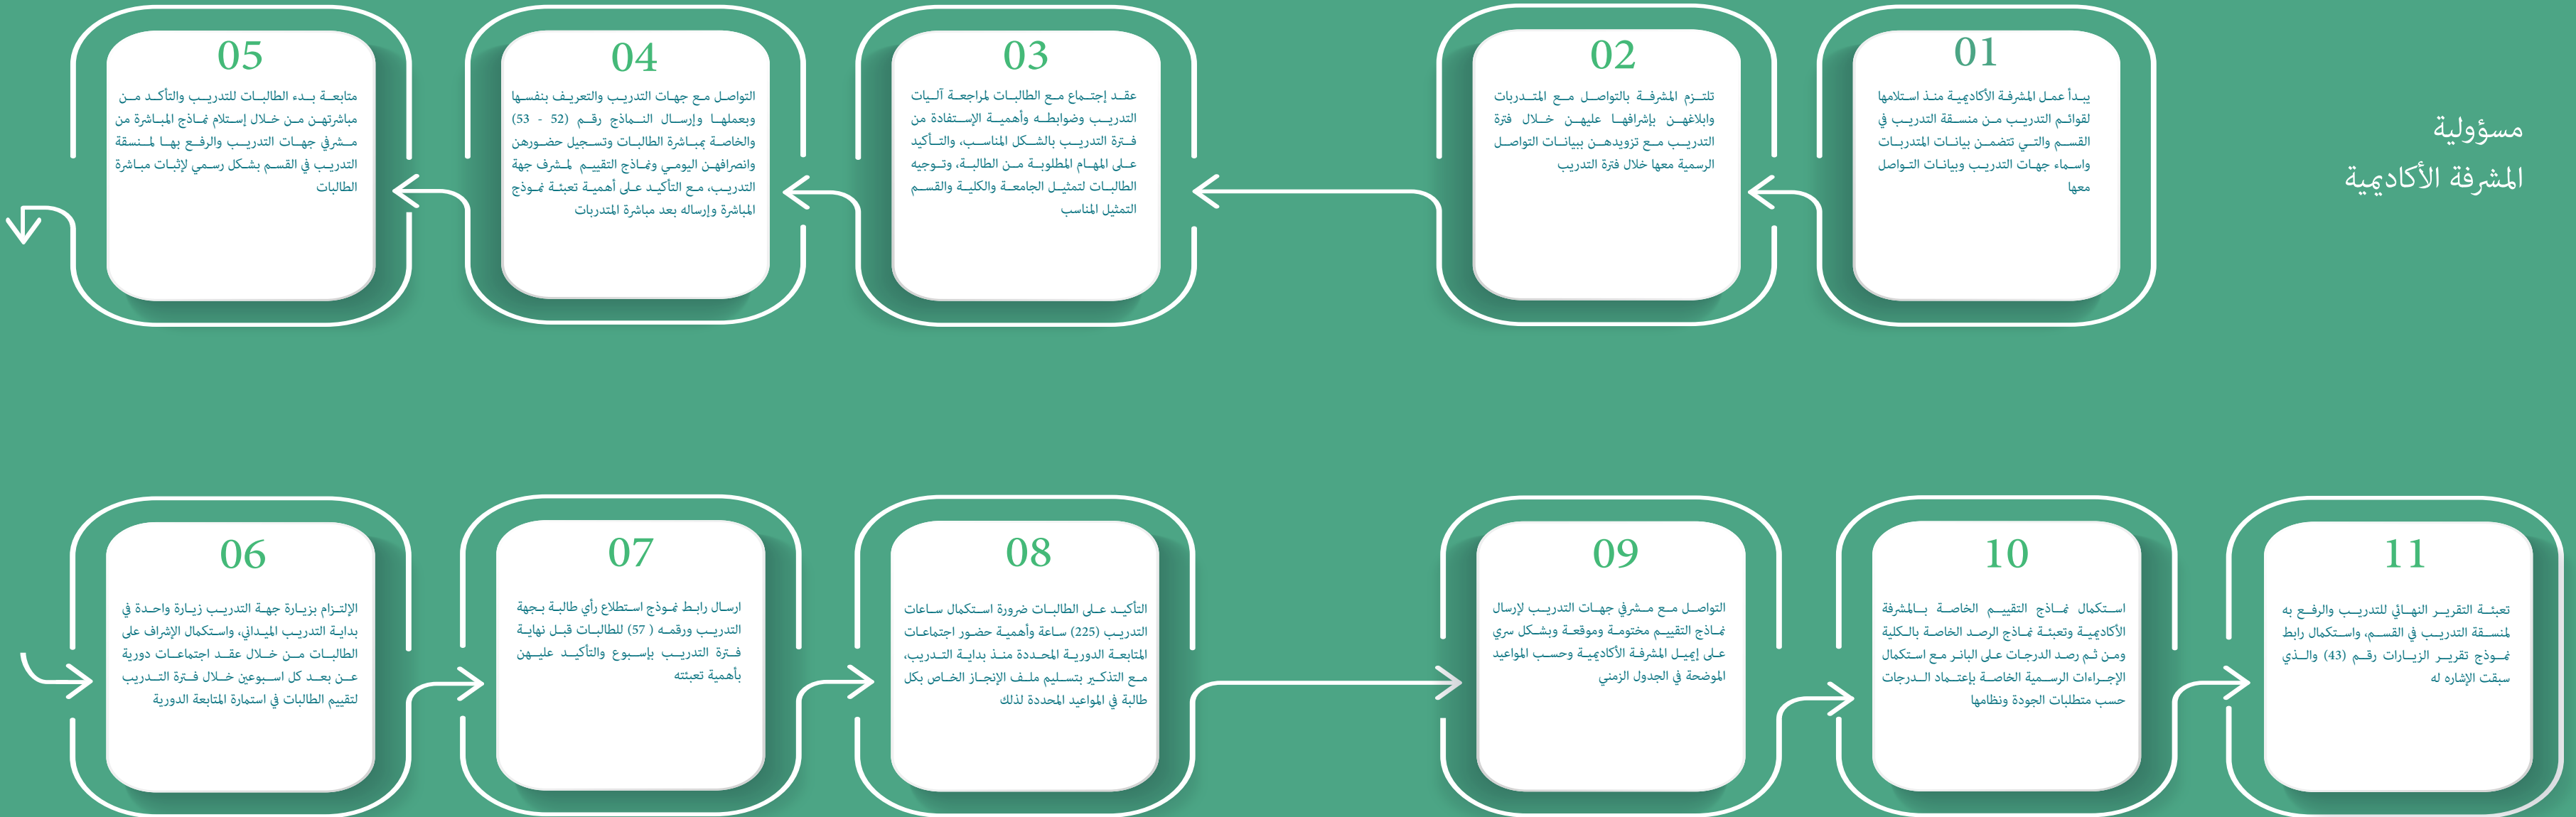 مسؤولية
المشرفة الأكاديمية
01
يبدأ عمل المشرفة الأكاديمية منذ استلامها
لقوائم التدريب من منسقة التدريب في
القسم والتي تتضمن بيانات المتدربات
واسماء جهات التدريب وبيانات التواصل
معها
02
تلتزم المشرفة بالتواصل مع المتدربات
وابلاغهن بإشرافها عليهن خلال فترة
التدريب مع تزويدهن ببيانات التواصل
الرسمية معها خلال فترة التدريب
03
عقد إجتماع مع الطالبات لمراجعة آليات
التدريب وضوابطه وأهمية الإستفادة من
فترة التدريب بالشكل المناسب، والتأكيد
على المهام المطلوبة من الطالبة، وتوجيه
الطالبات لتمثيل الجامعة والكلية والقسم
التمثيل المناسب
04
التواصل مع جهات التدريب والتعريف بنفسها
وبعملها وإرسال النماذج رقم (52 - 53)
والخاصة بمباشرة الطالبات وتسجيل حضورهن
وانصرافهن اليومي ونماذج التقييم لمشرف جهة
التدريب، مع التأكيد على أهمية تعبئة نموذج
المباشرة وإرساله بعد مباشرة المتدربات
05
متابعة بدء الطالبات للتدريب والتأكد من
مباشرتهن من خلال إستلام نماذج المباشرة من
مشرفي جهات التدريب والرفع بها لمنسقة
التدريب في القسم بشكل رسمي لإثبات مباشرة
الطالبات
06
الإلتزام بزيارة جهة التدريب زيارة واحدة في
بداية التدريب الميداني، واستكمال الإشراف على
الطالبات من خلال عقد اجتماعات دورية
عن بعد كل اسبوعين خلال فترة التدريب
لتقييم الطالبات في استمارة المتابعة الدورية
07
ارسال رابط نموذج استطلاع رأي طالبة بجهة
التدريب ورقمه ( 57) للطالبات قبل نهاية
فترة التدريب بإسبوع والتأكيد عليهن
بأهمية تعبئته
08
التأكيد على الطالبات ضرورة استكمال ساعات
التدريب (225) ساعة وأهمية حضور اجتماعات
المتابعة الدورية المحددة منذ بداية التدريب،
مع التذكير بتسليم ملف الإنجاز الخاص بكل
طالبة في المواعيد المحددة لذلك
09
التواصل مع مشرفي جهات التدريب لإرسال
نماذج التقييم مختومة وموقعة وبشكل سري
على إيميل المشرفة الأكاديمية وحسب المواعيد
الموضحة في الجدول الزمني
10
استكمال نماذج التقييم الخاصة بالمشرفة
الأكاديمية وتعبئة نماذج الرصد الخاصة بالكلية
ومن ثم رصد الدرجات على البانر مع استكمال
الإجراءات الرسمية الخاصة بإعتماد الدرجات
حسب متطلبات الجودة ونظامها
11
تعبئة التقرير النهائي للتدريب والرفع به
لمنسقة التدريب في القسم، واستكمال رابط
نموذج تقرير الزيارات رقم (43) والذي
سبقت الإشاره له